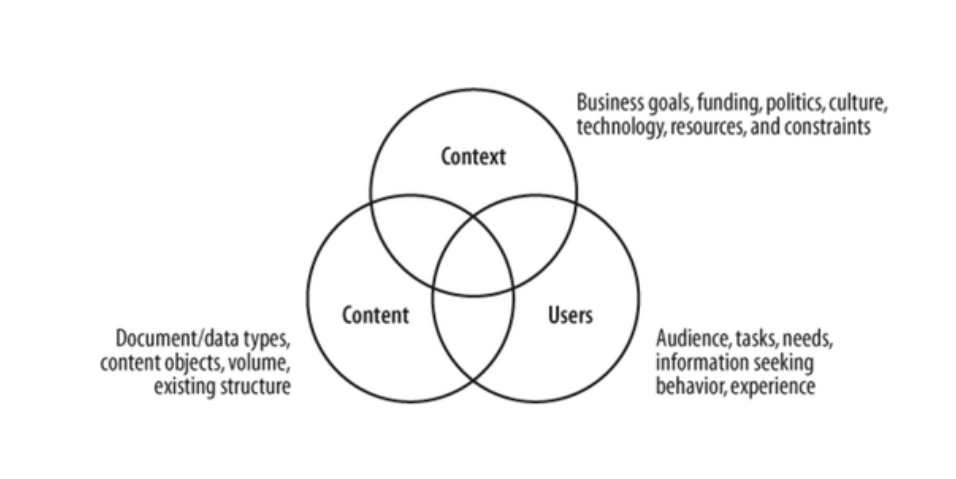 Business goals, funding, politics, culture,
technology, resources, and constraints
Context
Content
Users
Document/data types,
content objects, volume,
existing structure
Audience, tasks, needs,
information seeking
behavior, experience